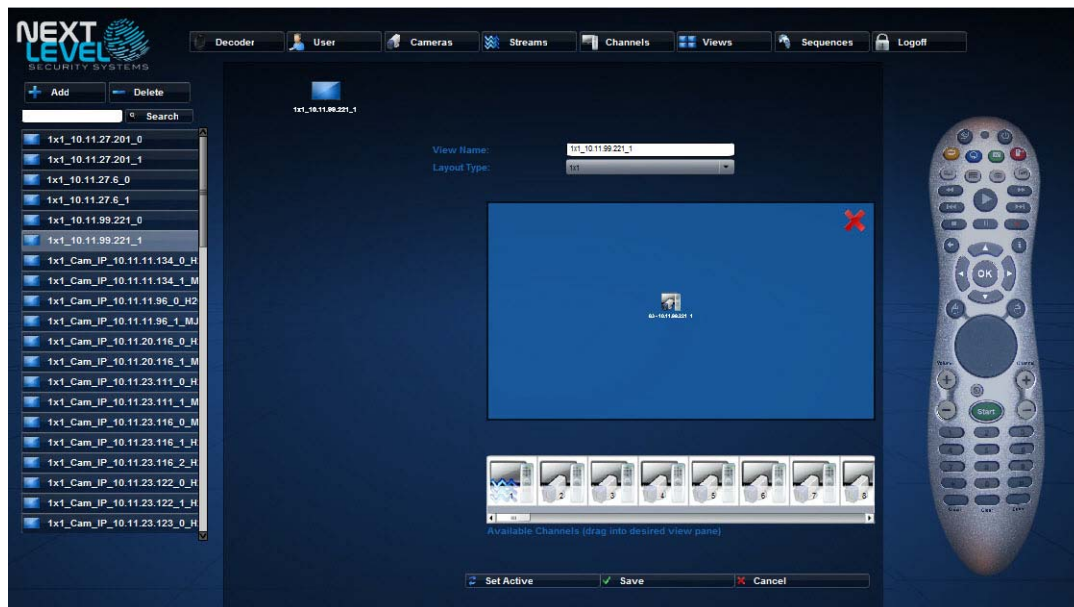 NEXT
LEVEL
SECURITY SYSTEMS
Decoder
User
Cameras
Streams
Channels
Views
Sequences
Logoff
Add
Delete
Search
1x1_10.11.27.201_0
1x1_10.11.27.201_1
1x1_10.11.27.6_0
1x1_10.11.27.6_1
1x1_10.11.99.221_0
1x1_10.11.99.221_1
1x1_Cam_IP_10.11.11.134_0_H
1x1_Cam_IP_10.11.11.134_1_M
1x1_Cam_IP_10.11.11.96_0_H2
1x1_Cam_IP_10.11.11.96_1_MJ
1x1_Cam_IP_10.11.20.116_0_H
1x1_Cam_IP_10.11.20.116_1_M
1x1_Cam_IP_10.11.23.111_0_H
1x1_Cam_IP_10.11.23.111_1_M
1x1_Cam_IP_10.11.23.116_0_M
1x1_Cam_IP_10.11.23.116_1_H
1x1_Cam_IP_10.11.23.116_2_H
1x1_Cam_IP_10.11.23.122_0_H
1x1_Cam_IP_10.11.23.122_1_H
1x1_Cam_IP_10.11.23.123_0_H
1x1_10.11.99.221_1
View Name: 1x1_10.11.99.221_1
Layout Type: 1x1
1 2 3 4 5 6 7 8
Available Channels (drag into desired view pane)
Set Active
Save
Cancel
OK
Volume
Channel
Start